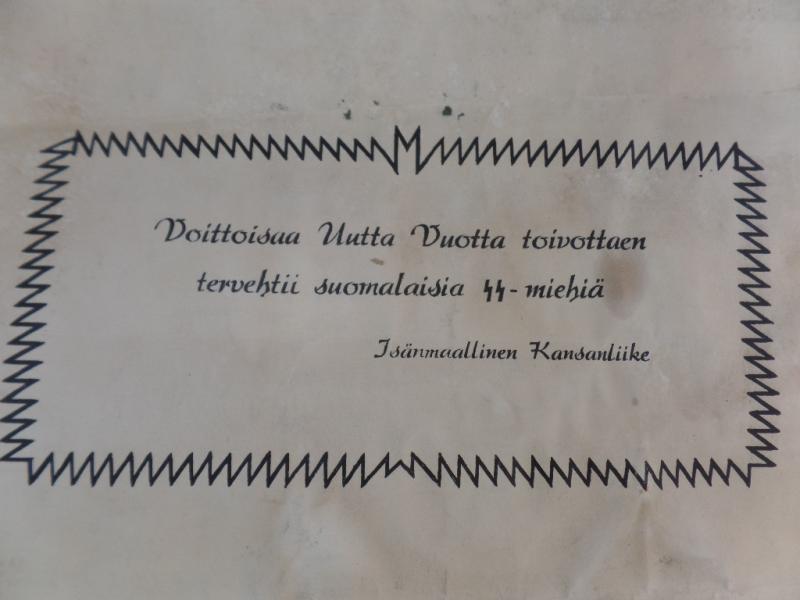 Voittoisaa Uutta Vuotta toivottaen
tervehtii suomalaisia ϟϟ-miehiä
Isänmaallinen Kansanliike